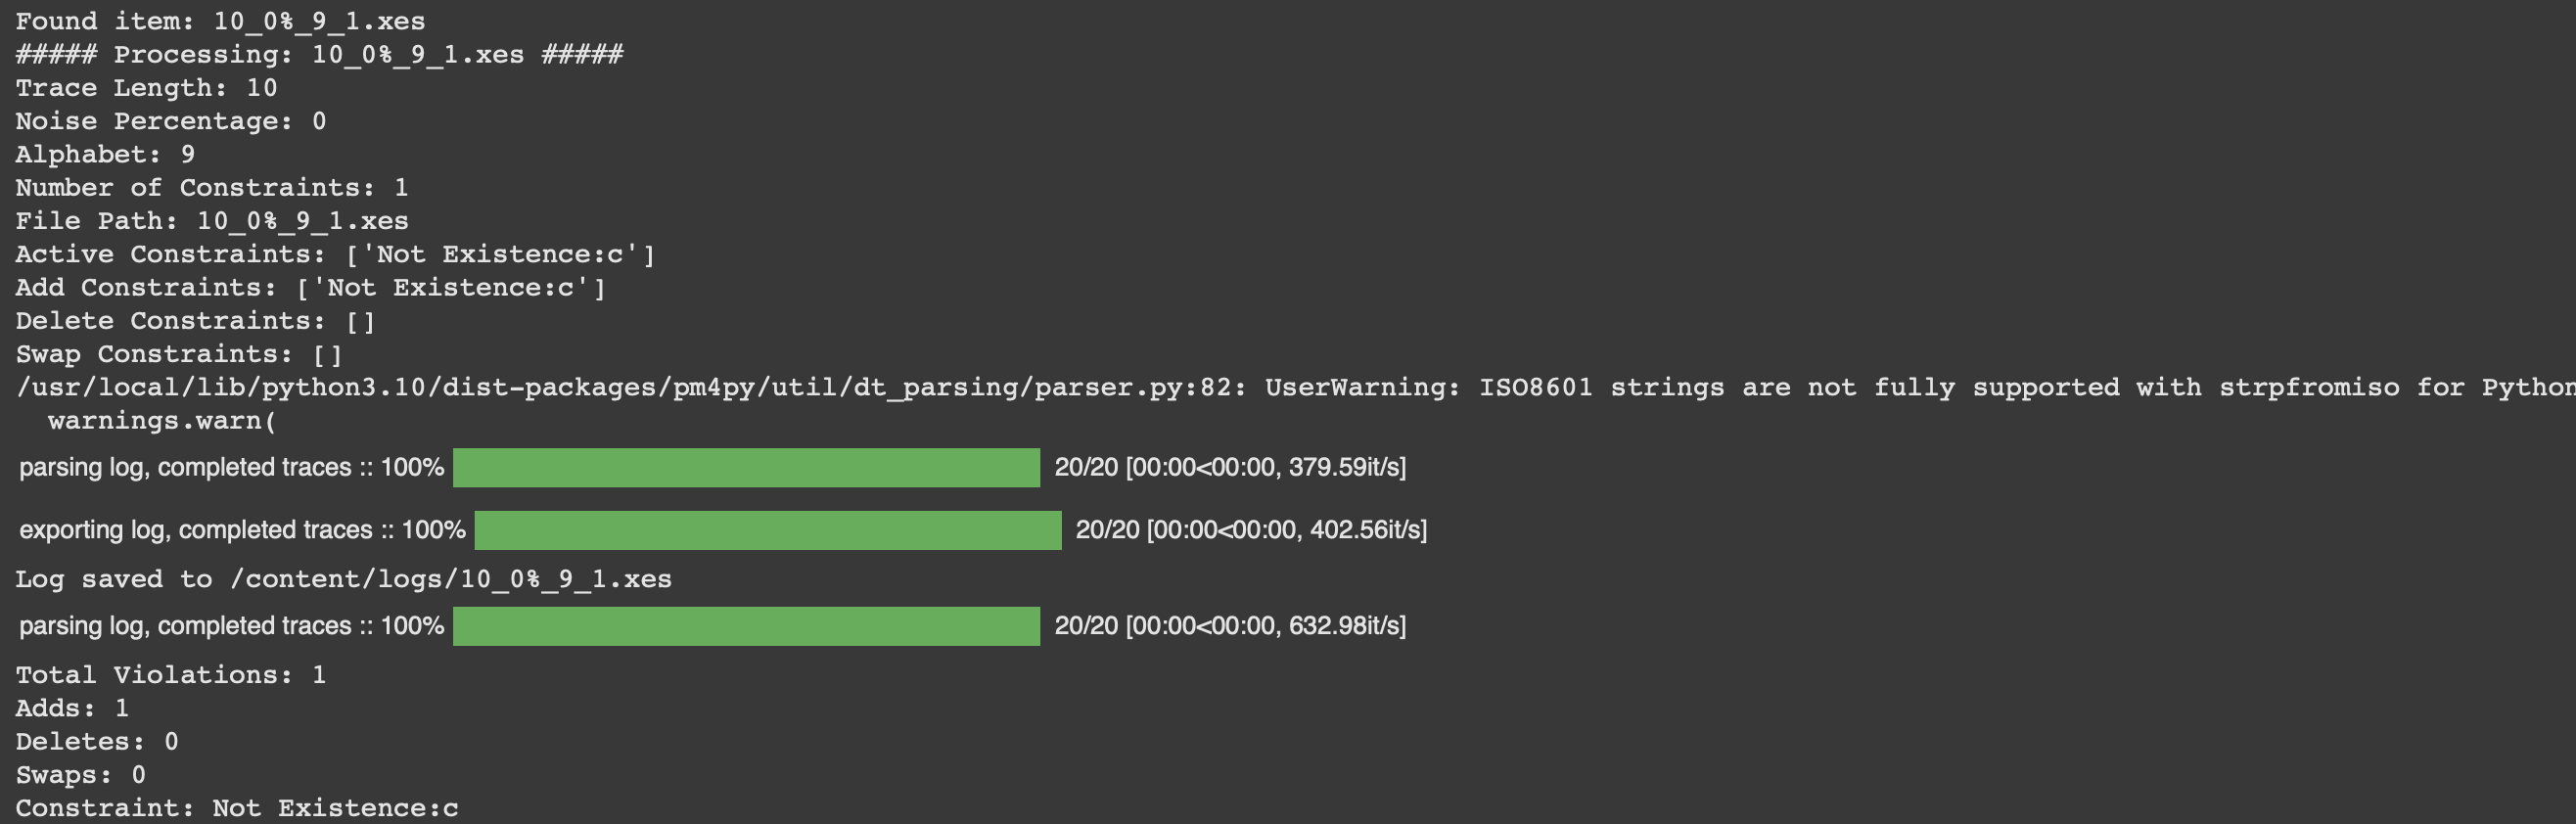 Found item: 10_0%_9_1.xes
##### Processing: 10_0%_9_1.xes #####
Trace Length: 10
Noise Percentage: 0
Alphabet: 9
Number of Constraints: 1
File Path: 10_0%_9_1.xes
Active Constraints: ['Not Existence:c']
Add Constraints: ['Not Existence:c']
Delete Constraints: []
Swap Constraints: []
/usr/local/lib/python3.10/dist-packages/pm4py/util/dt_parsing/parser.py:82: UserWarning: ISO8601 strings are not fully supported with strpfromiso for Python
  warnings.warn(
parsing log, completed traces :: 100% 20/20 [00:00<00:00, 379.59it/s]
exporting log, completed traces :: 100% 20/20 [00:00<00:00, 402.56it/s]
Log saved to /content/logs/10_0%_9_1.xes
parsing log, completed traces :: 100% 20/20 [00:00<00:00, 632.98it/s]
Total Violations: 1
Adds: 1
Deletes: 0
Swaps: 0
Constraint: Not Existence:c